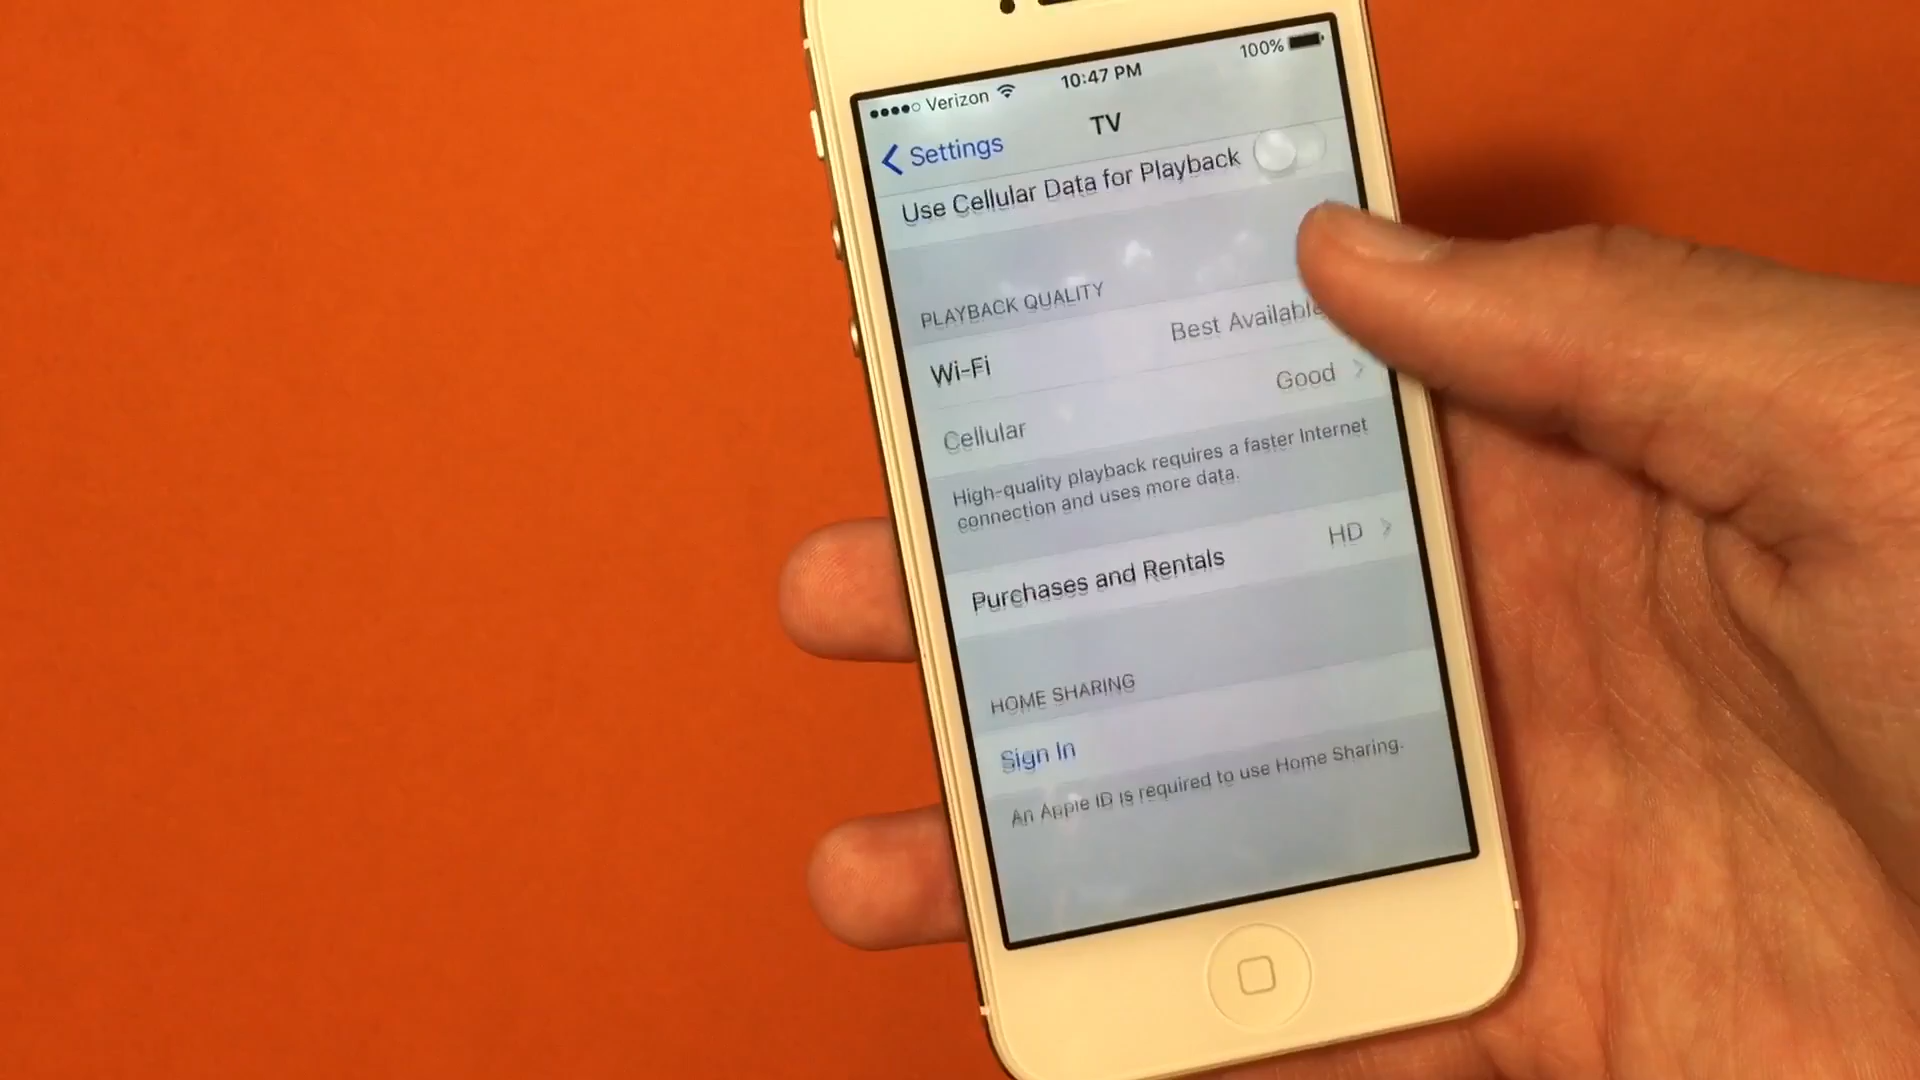 Verizon 10:47 PM 100%
Settings TV
Use Cellular Data for Playback
PLAYBACK QUALITY
Wi-Fi Best Available
Cellular Good
High-quality playback requires a faster Internet
connection and uses more data.
Purchases and Rentals HD
HOME SHARING
Sign In
An Apple ID is required to use Home Sharing.